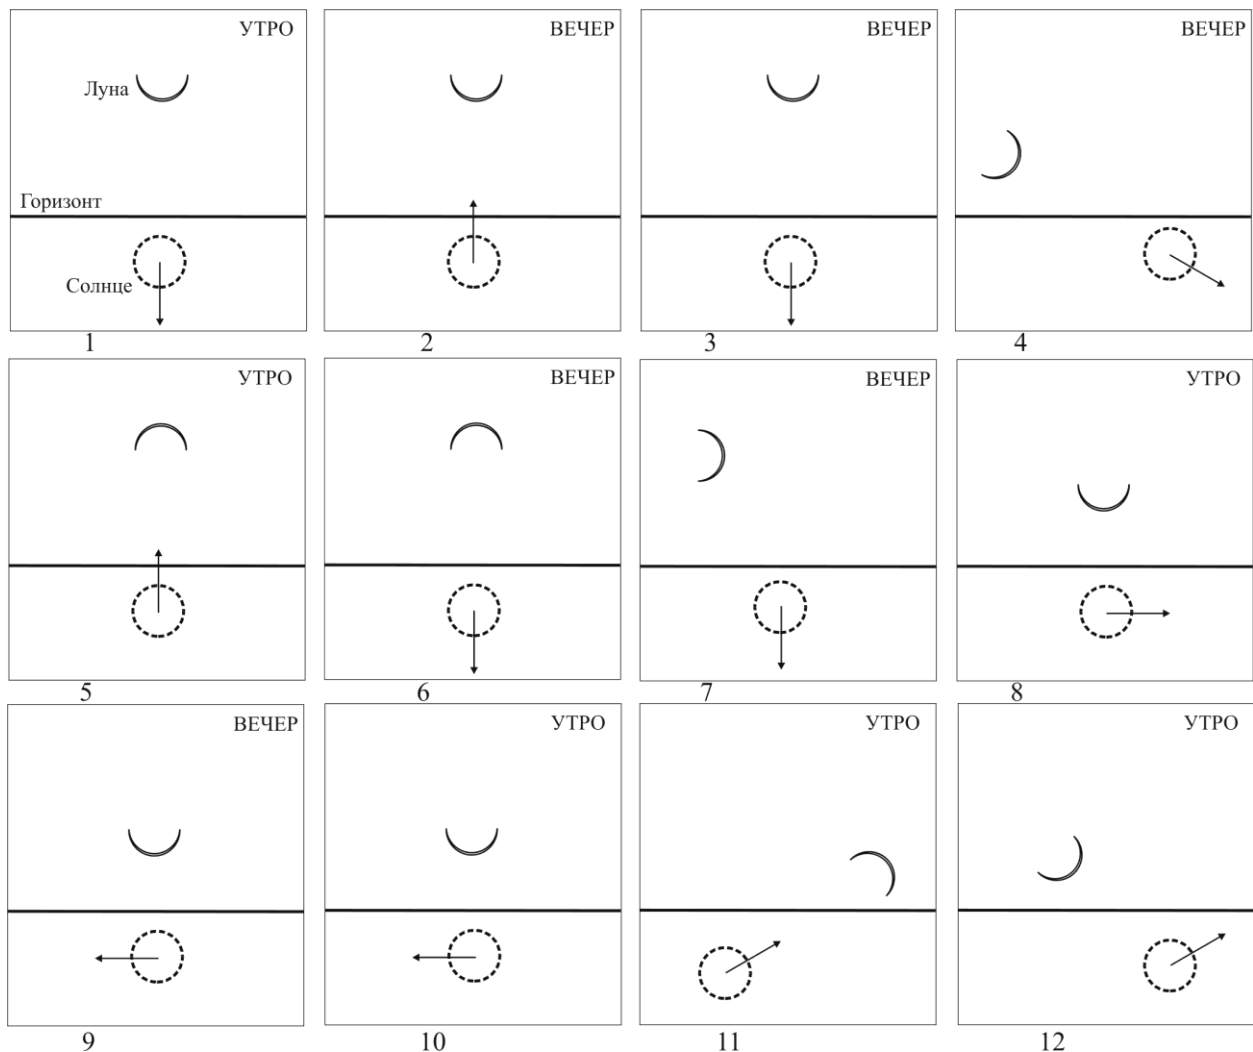 УТРО
Луна
Горизонт
Солнце
1
ВЕЧЕР
2
ВЕЧЕР
3
ВЕЧЕР
4
УТРО
5
ВЕЧЕР
6
ВЕЧЕР
7
УТРО
8
ВЕЧЕР
9
УТРО
10
УТРО
11
УТРО
12